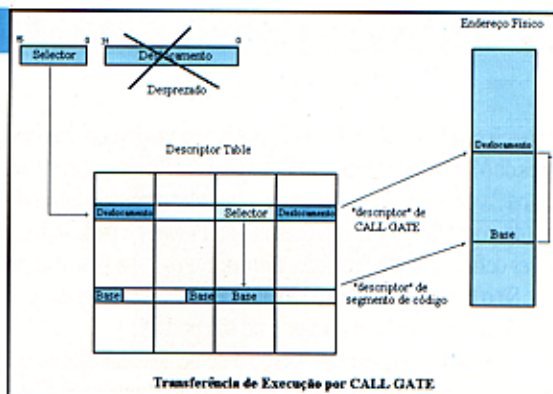 Endereço Físico
15 0 31 0
Selector
Deslocamento
Desprezado
Descriptor Table
Deslocamento
Selector
Deslocamento
Deslocamento
"descriptor" de
CALL GATE
Base
Base
Base
Base
"descriptor" de
segmento de código
Transferência de Execução por CALL GATE